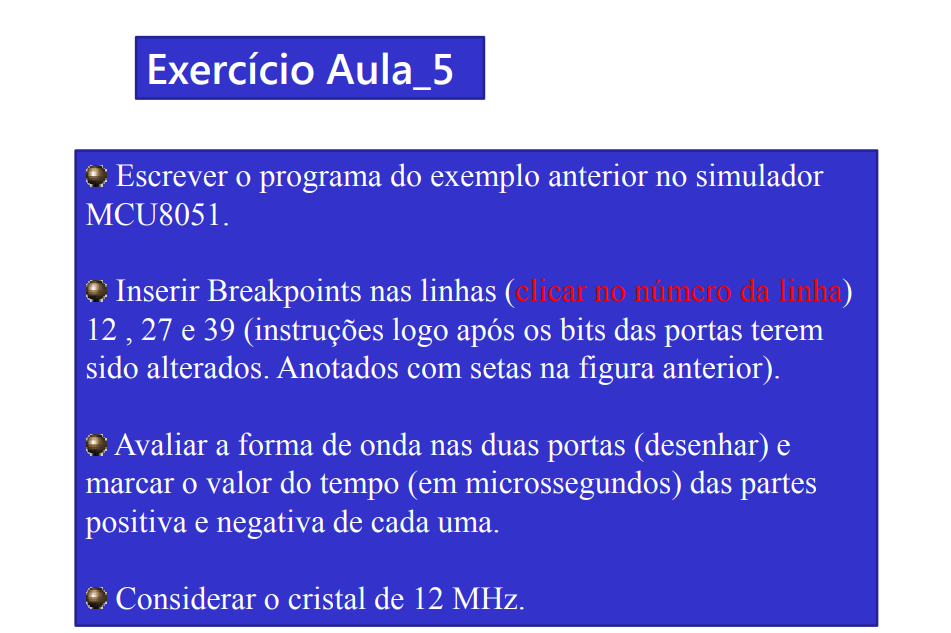 Exercício Aula_5
Escrever o programa do exemplo anterior no simulador
MCU8051.
Inserir Breakpoints nas linhas (clicar no número da linha)
12 , 27 e 39 (instruções logo após os bits das portas terem
sido alterados. Anotados com setas na figura anterior).
Avaliar a forma de onda nas duas portas (desenhar) e
marcar o valor do tempo (em microssegundos) das partes
positiva e negativa de cada uma.
Considerar o cristal de 12 MHz.